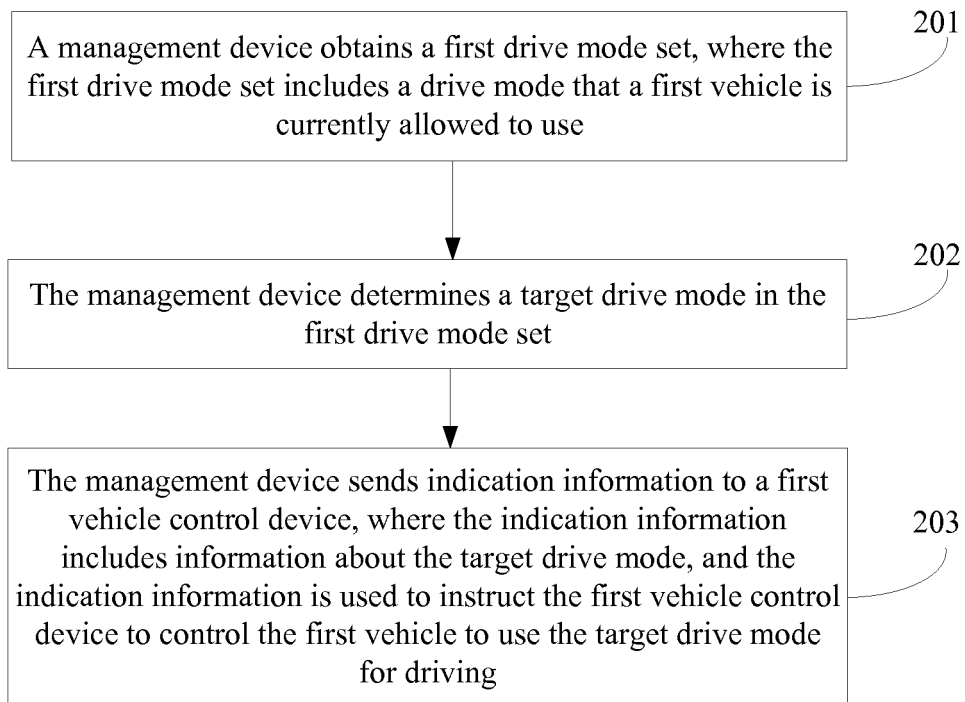 201
A management device obtains a first drive mode set, where the
first drive mode set includes a drive mode that a first vehicle is
currently allowed to use
202
The management device determines a target drive mode in the
first drive mode set
The management device sends indication information to a first
vehicle control device, where the indication information
includes information about the target drive mode, and the
indication information is used to instruct the first vehicle control
device to control the first vehicle to use the target drive mode
for driving
203